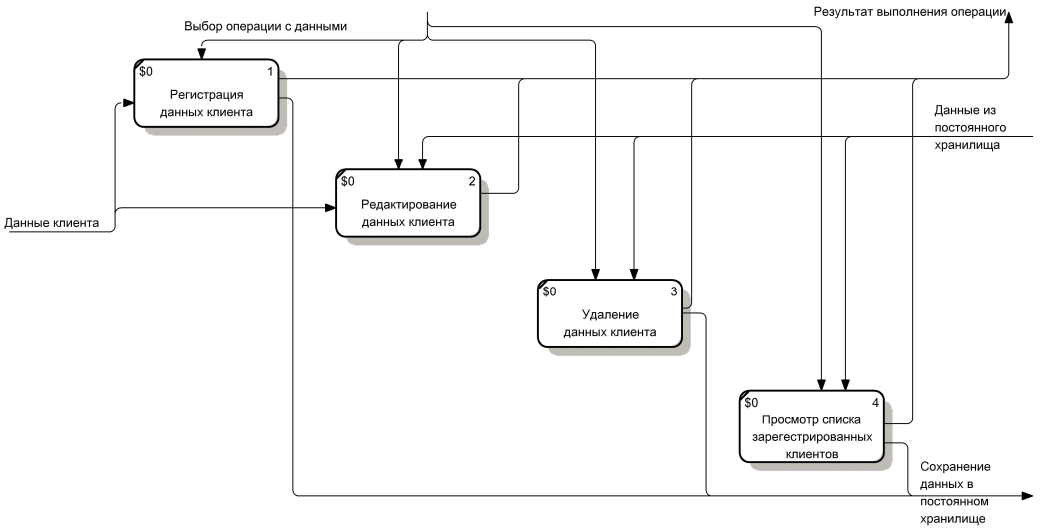 Выбор операции с данными
Результат выполнения операции
$0 1
Регистрация
данных клиента
Данные из
постоянного
хранилища
$0 2
Редактирование
данных клиента
Данные клиента
$0 3
Удаление
данных клиента
$0 4
Просмотр списка
зарегестрированных
клиентов
Сохранение
данных в
постоянном
хранилище